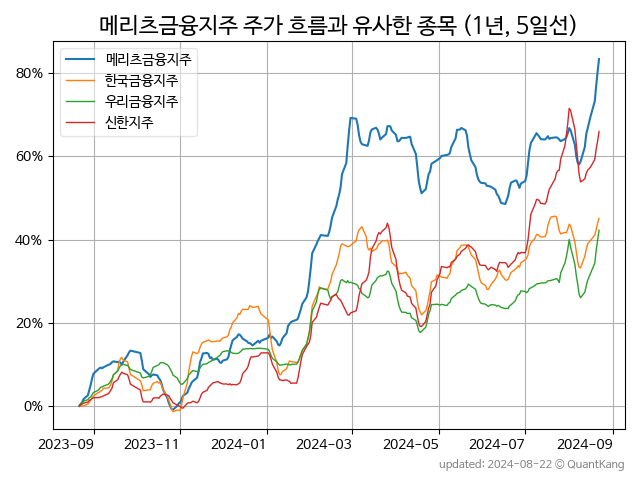 메리츠금융지주 주가 흐름과 유사한 종목 (1년, 5일선)
메리츠금융지주
한국금융지주
우리금융지주
신한지주
80%
60%
40%
20%
0%
2023-09 2023-11 2024-01 2024-03 2024-05 2024-07 2024-09
updated: 2024-08-22 © QuantKang